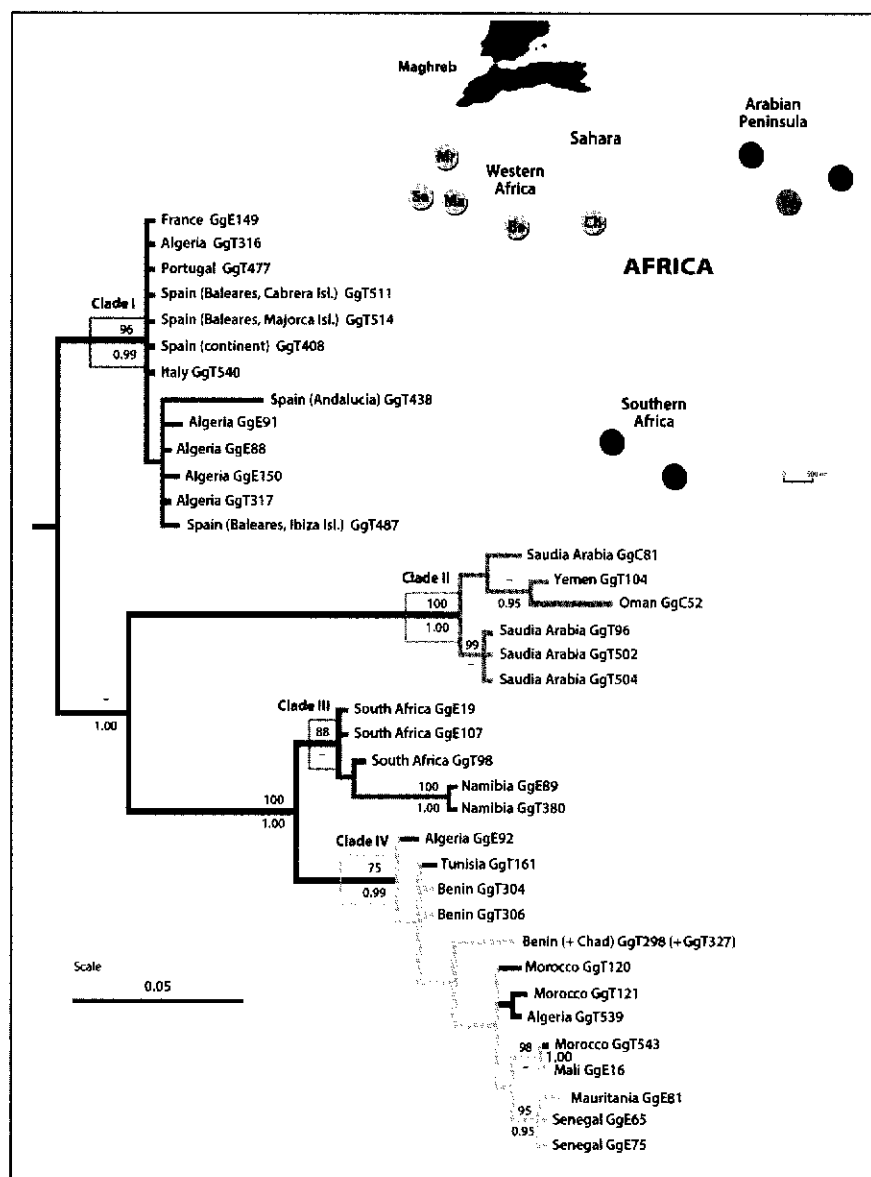 Maghreb
Arabian
Peninsula
Sahara
Mr
Western
Africa
Se
Ma
Be
Ch
AFRICA
Southern
Africa
France GgE149
Algeria GgT316
Portugal GgT477
Spain (Baleares, Cabrera Isl.) GgT511
Clade I
Spain (Baleares, Majorca Isl.) GgT514
96
Spain (continent) GgT408
0.99
Italy GgT540
Spain (Andalucia) GgT438
Algeria GgE91
Algeria GgE88
Algeria GgE150
Algeria GgT317
Spain (Baleares, Ibiza Isl.) GgT487
Saudia Arabia GgC81
Clade II
–
Yemen GgT104
100
0.95
Oman GgC52
1.00
Saudia Arabia GgT96
99
Saudia Arabia GgT502
–
Saudia Arabia GgT504
–
1.00
Clade III
South Africa GgE19
88
South Africa GgE107
–
South Africa GgT98
100
Namibia GgE89
100
1.00
Namibia GgT380
1.00
Clade IV
Algeria GgE92
75
Tunisia GgT161
0.99
Benin GgT304
Benin GgT306
Benin (+ Chad) GgT298 (+GgT327)
Scale
0.05
Morocco GgT120
Morocco GgT121
Algeria GgT539
98
Morocco GgT543
1.00
–
Mali GgE16
Mauritania GgE81
95
Senegal GgE65
0.95
Senegal GgE75